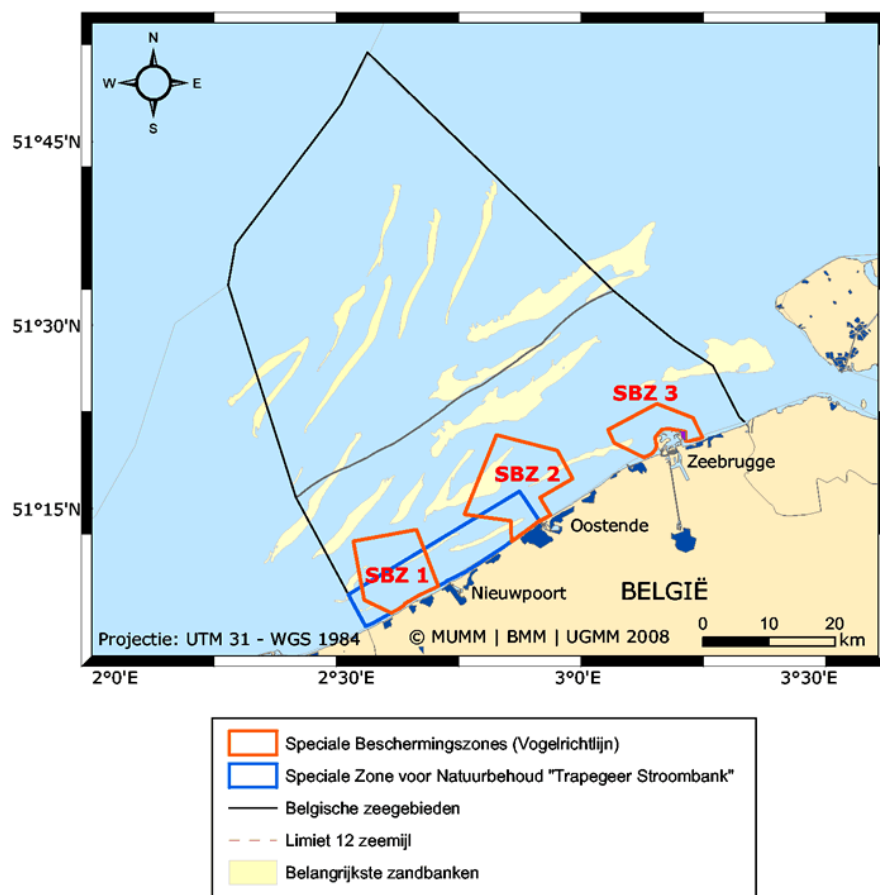 N
W E
S
51°45'N
51°30'N
51°15'N
SBZ 3
Zeebrugge
SBZ 2
Oostende
SBZ 1
Nieuwpoort
BELGIË
Projectie: UTM 31 - WGS 1984
© MUMM | BMM | UGMM 2008
0 10 20
km
2°0'E 2°30'E 3°0'E 3°30'E
Speciale Beschermingszones (Vogelrichtlijn)
Speciale Zone voor Natuurbehoud "Trapegeer Stroombank"
Belgische zeegebieden
Limiet 12 zeemijl
Belangrijkste zandbanken